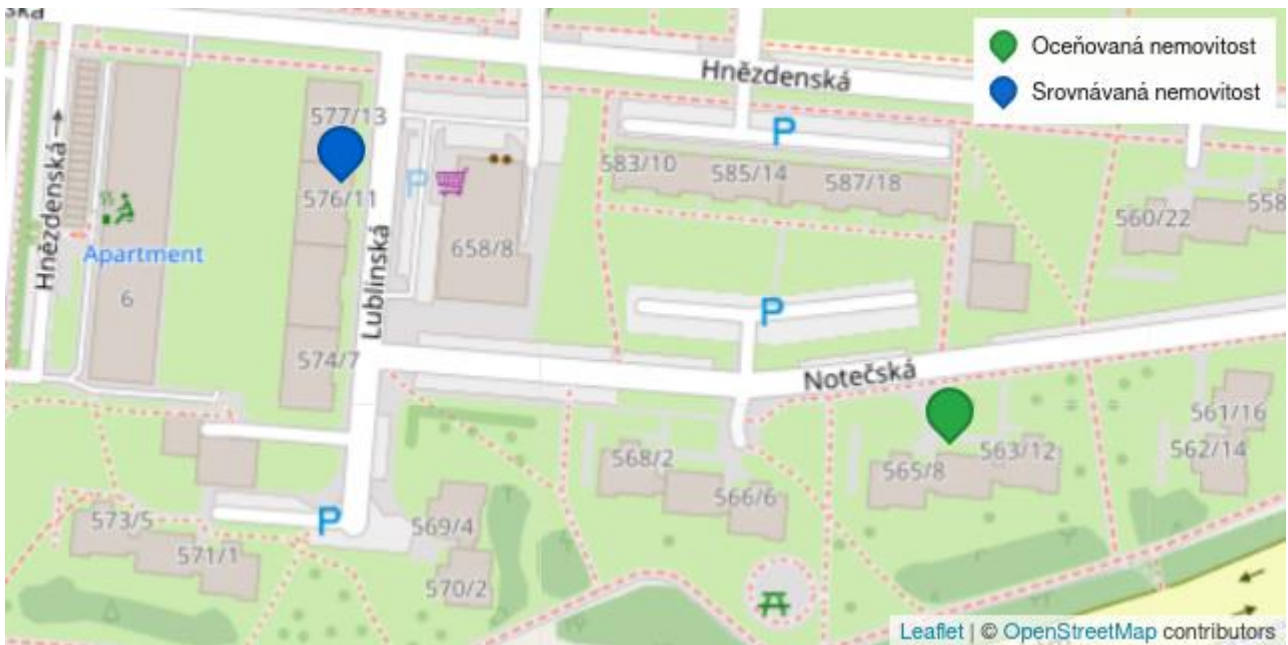 ská
Oceňovaná nemovitost
Srovnávaná nemovitost
Hnězdenská
577/13
P
583/10
585/14
587/18
P
576/11
560/22
558
Hnězdenská
Apartment
658/8
6
Lublinská
P
574/7
Notečská
561/16
568/2
563/12
562/14
565/8
566/6
573/5
P
569/4
571/1
570/2
Leaflet | © OpenStreetMap contributors